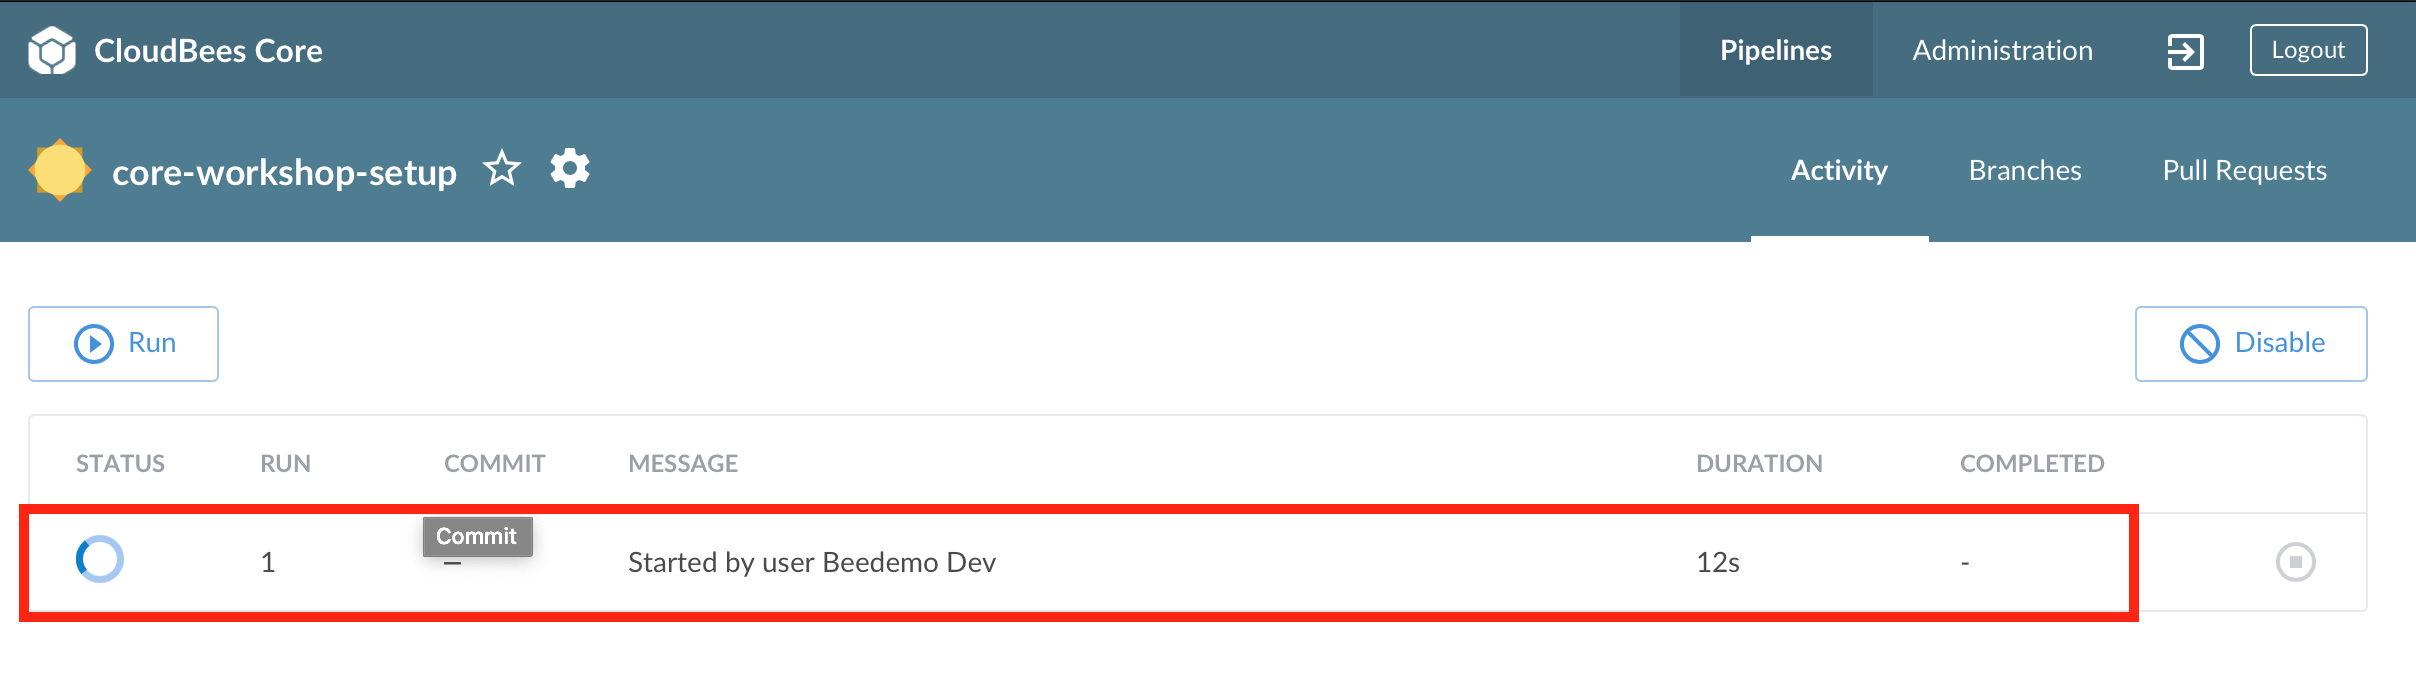 CloudBees Core Pipelines Administration Logout
core-workshop-setup Activity Branches Pull Requests
Run Disable
STATUS RUN COMMIT MESSAGE DURATION COMPLETED
Commit
1 – Started by user Beedemo Dev 12s -